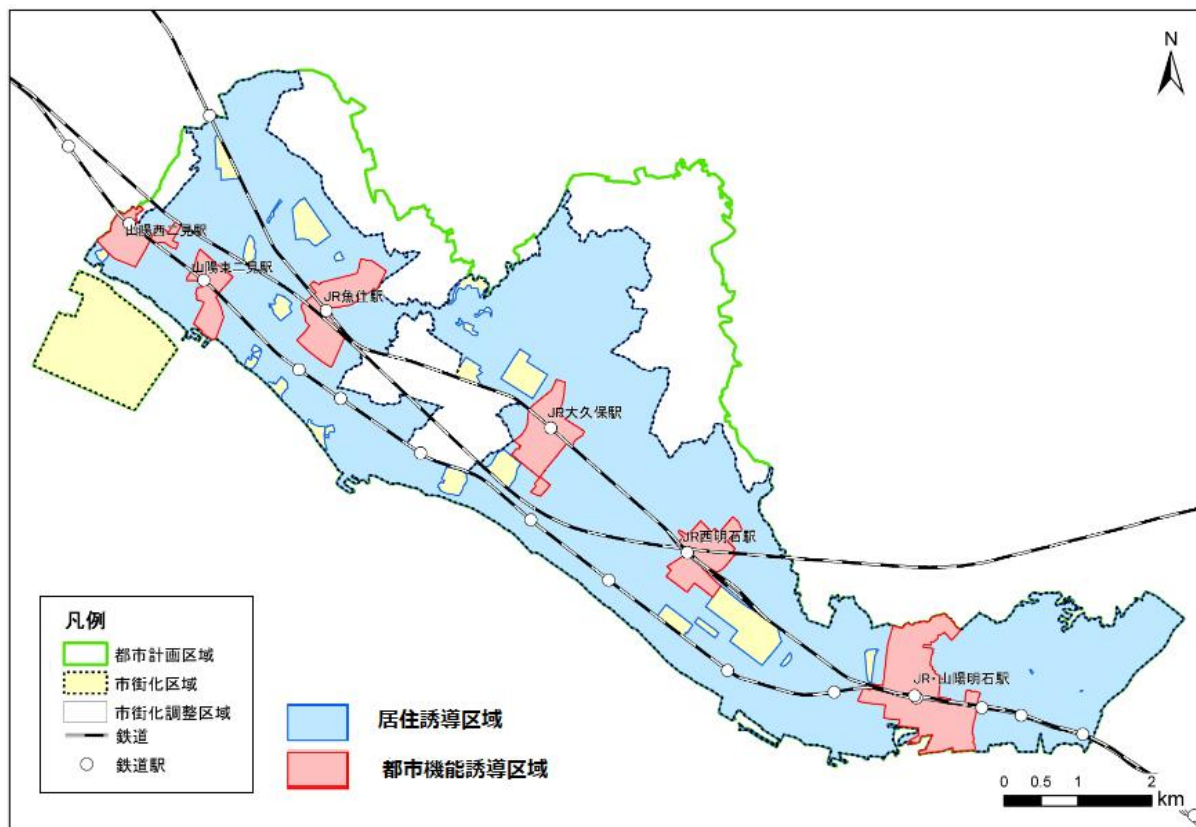 N
山陽西二見駅
山陽東二見駅
JR魚住駅
JR大久保駅
JR西明石駅
JR・山陽明石駅
凡例
都市計画区域
市街化区域
市街化調整区域
鉄道
鉄道駅
居住誘導区域
都市機能誘導区域
0 0.5 1 2
km